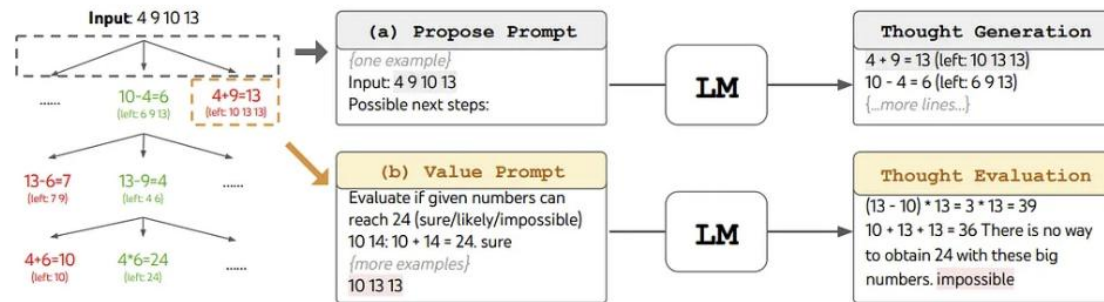 Input: 4 9 10 13
......
10-4=6
(left: 6 9 13)
4+9=13
(left: 10 13 13)
13-6=7
(left: 7 9)
13-9=4
(left: 4 6)
......
4+6=10
(left: 10)
4*6=24
(left: 24)
......
(a) Propose Prompt
{one example}
Input: 4 9 10 13
Possible next steps:
LM
Thought Generation
4 + 9 = 13 (left: 10 13 13)
10 - 4 = 6 (left: 6 9 13)
{...more lines...}
(b) Value Prompt
Evaluate if given numbers can
reach 24 (sure/likely/impossible)
10 14: 10 + 14 = 24. sure
{more examples}
10 13 13
LM
Thought Evaluation
(13 - 10) * 13 = 3 * 13 = 39
10 + 13 + 13 = 36 There is no way
to obtain 24 with these big
numbers. impossible